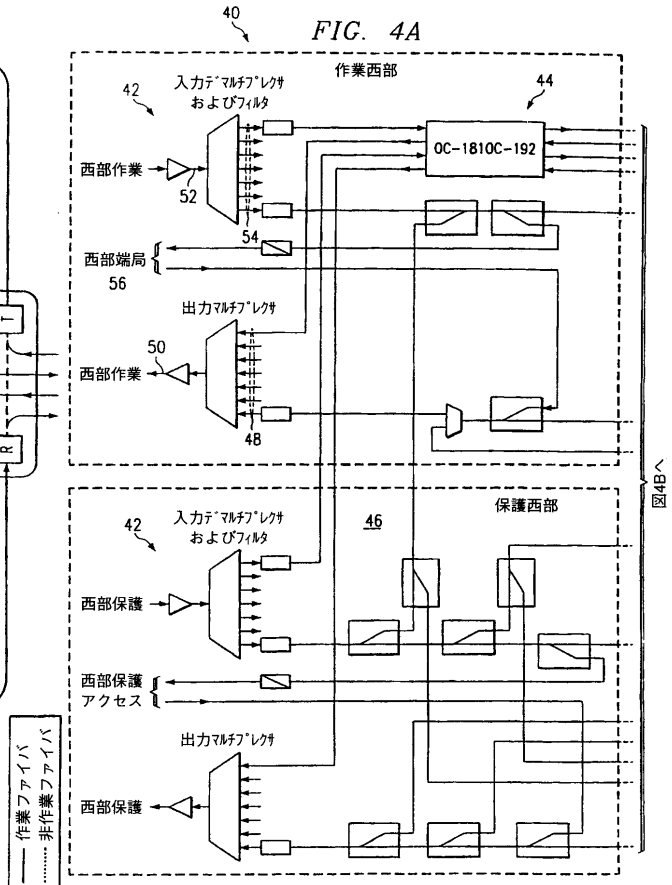 40
FIG. 4A
作業西部
44
42
入力デマルチプレクサ
およびフィルタ
OC-1810C-192
西部作業
52
54
西部端局
56
出力マルチプレクサ
50
西部作業
48
T
R
図4Bへ
保護西部
42
入力デマルチプレクサ
およびフィルタ
46
西部保護
西部保護
アクセス
出力マルチプレクサ
西部保護
作業ファイバ
非作業ファイバ